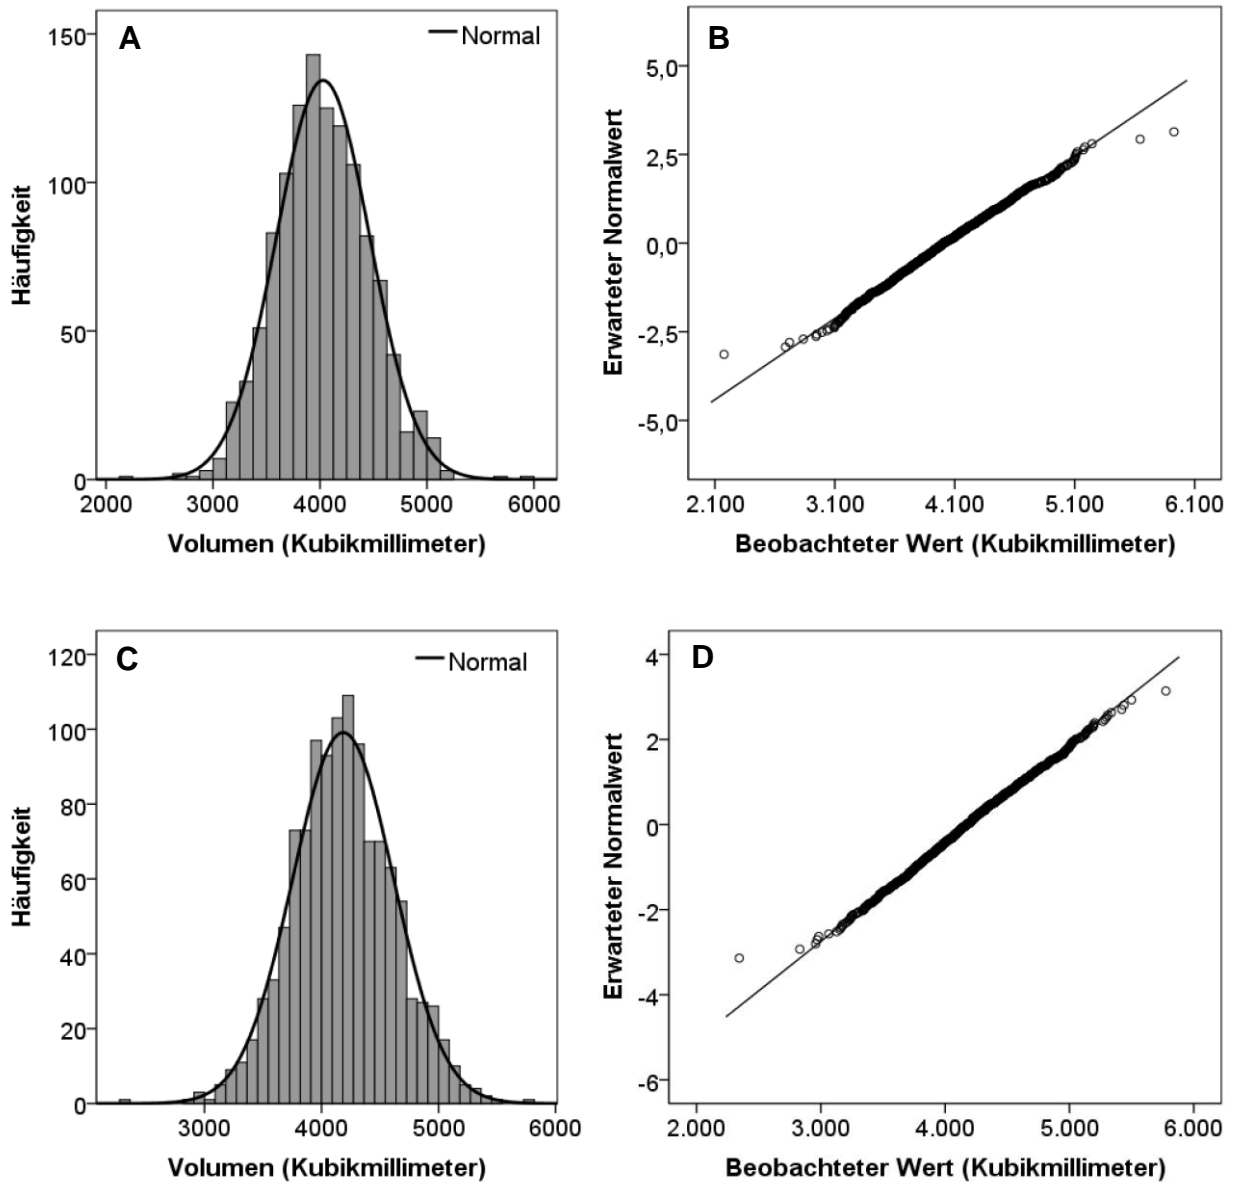 A
Normal
150
100
50
0
2000 3000 4000 5000 6000
Häufigkeit
Volumen (Kubikmillimeter)
B
5,0
2,5
0,0
-2,5
-5,0
2.100 3.100 4.100 5.100 6.100
Erwarteter Normalwert
Beobachteter Wert (Kubikmillimeter)
C
Normal
120
100
80
60
40
20
0
3000 4000 5000 6000
Häufigkeit
Volumen (Kubikmillimeter)
D
4
2
0
-2
-4
-6
2.000 3.000 4.000 5.000 6.000
Erwarteter Normalwert
Beobachteter Wert (Kubikmillimeter)